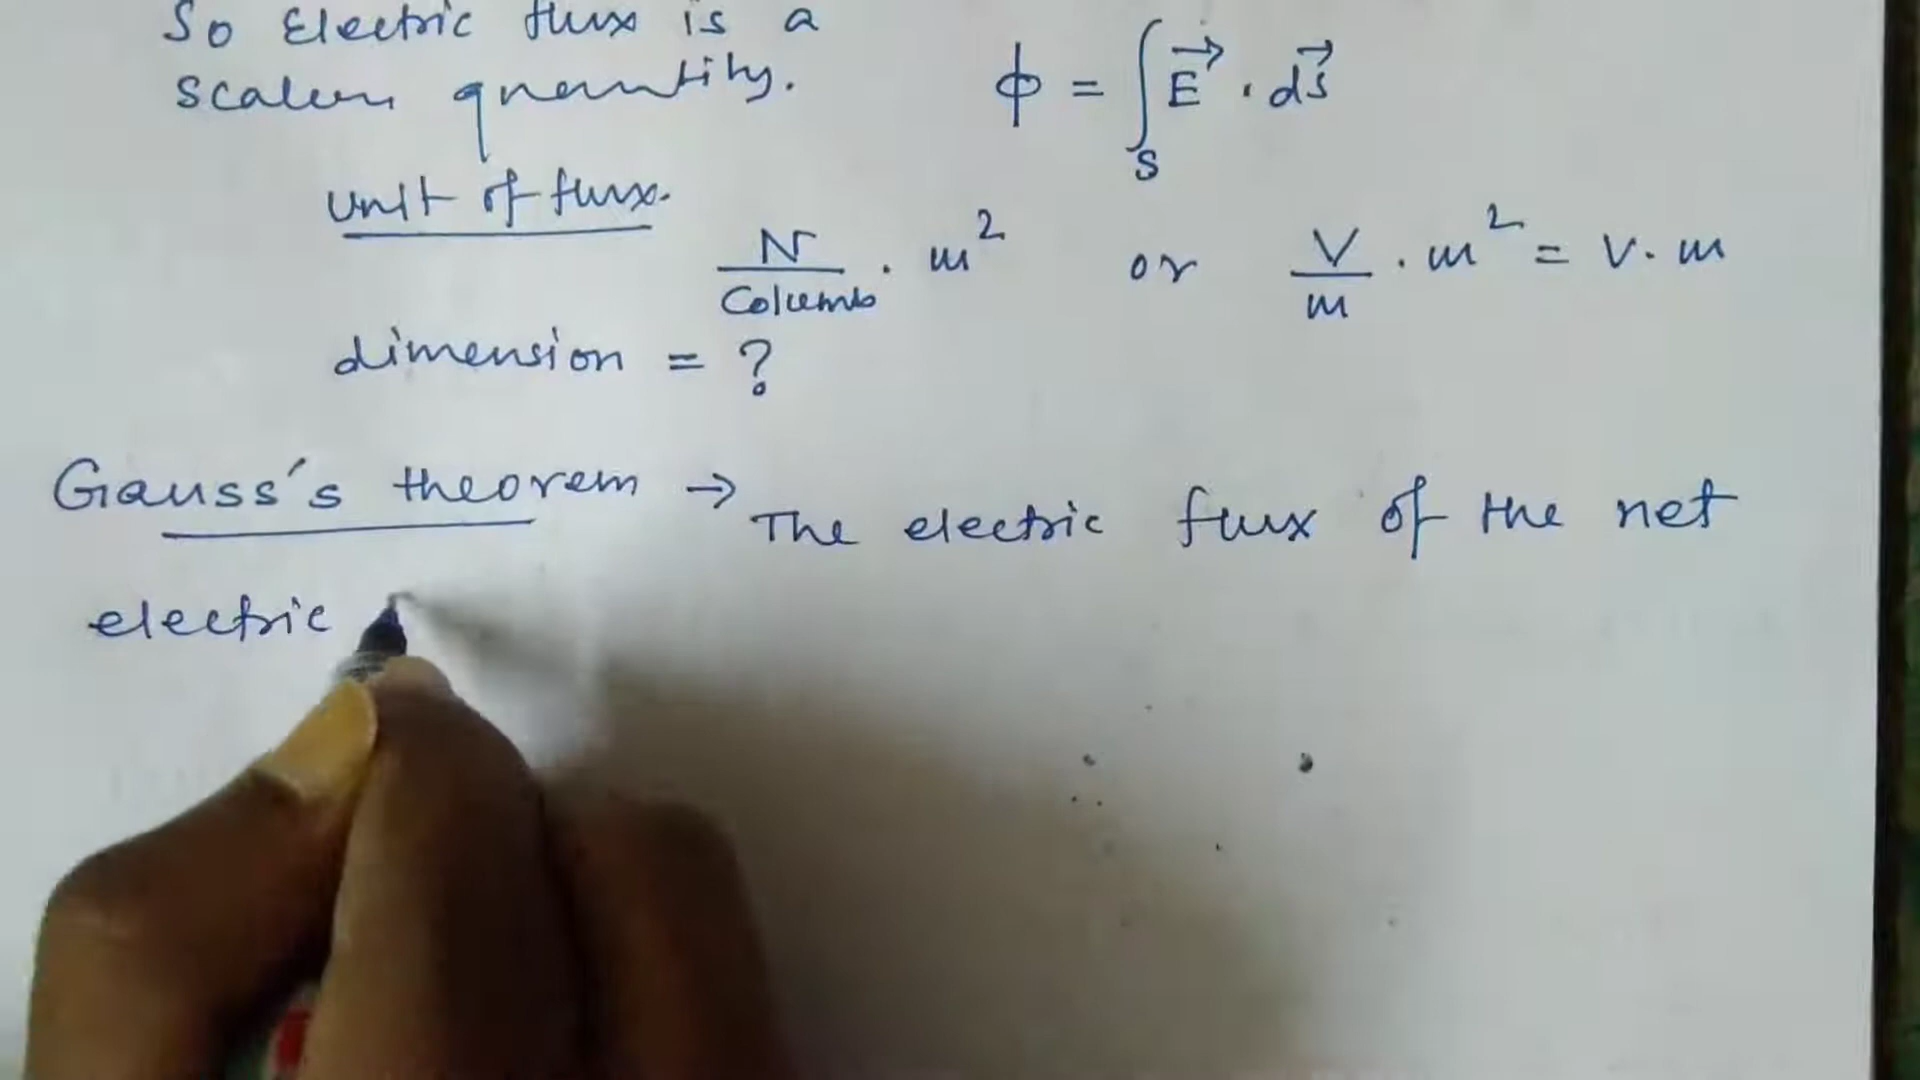 So Electric flux is a
scalar quantity.
ϕ = ∫_S E⃗ · ds⃗
unit of flux.
N/Columb · m² or V/m · m² = V · m
dimension = ?
Gauss's theorem → The electric flux of the net
electric